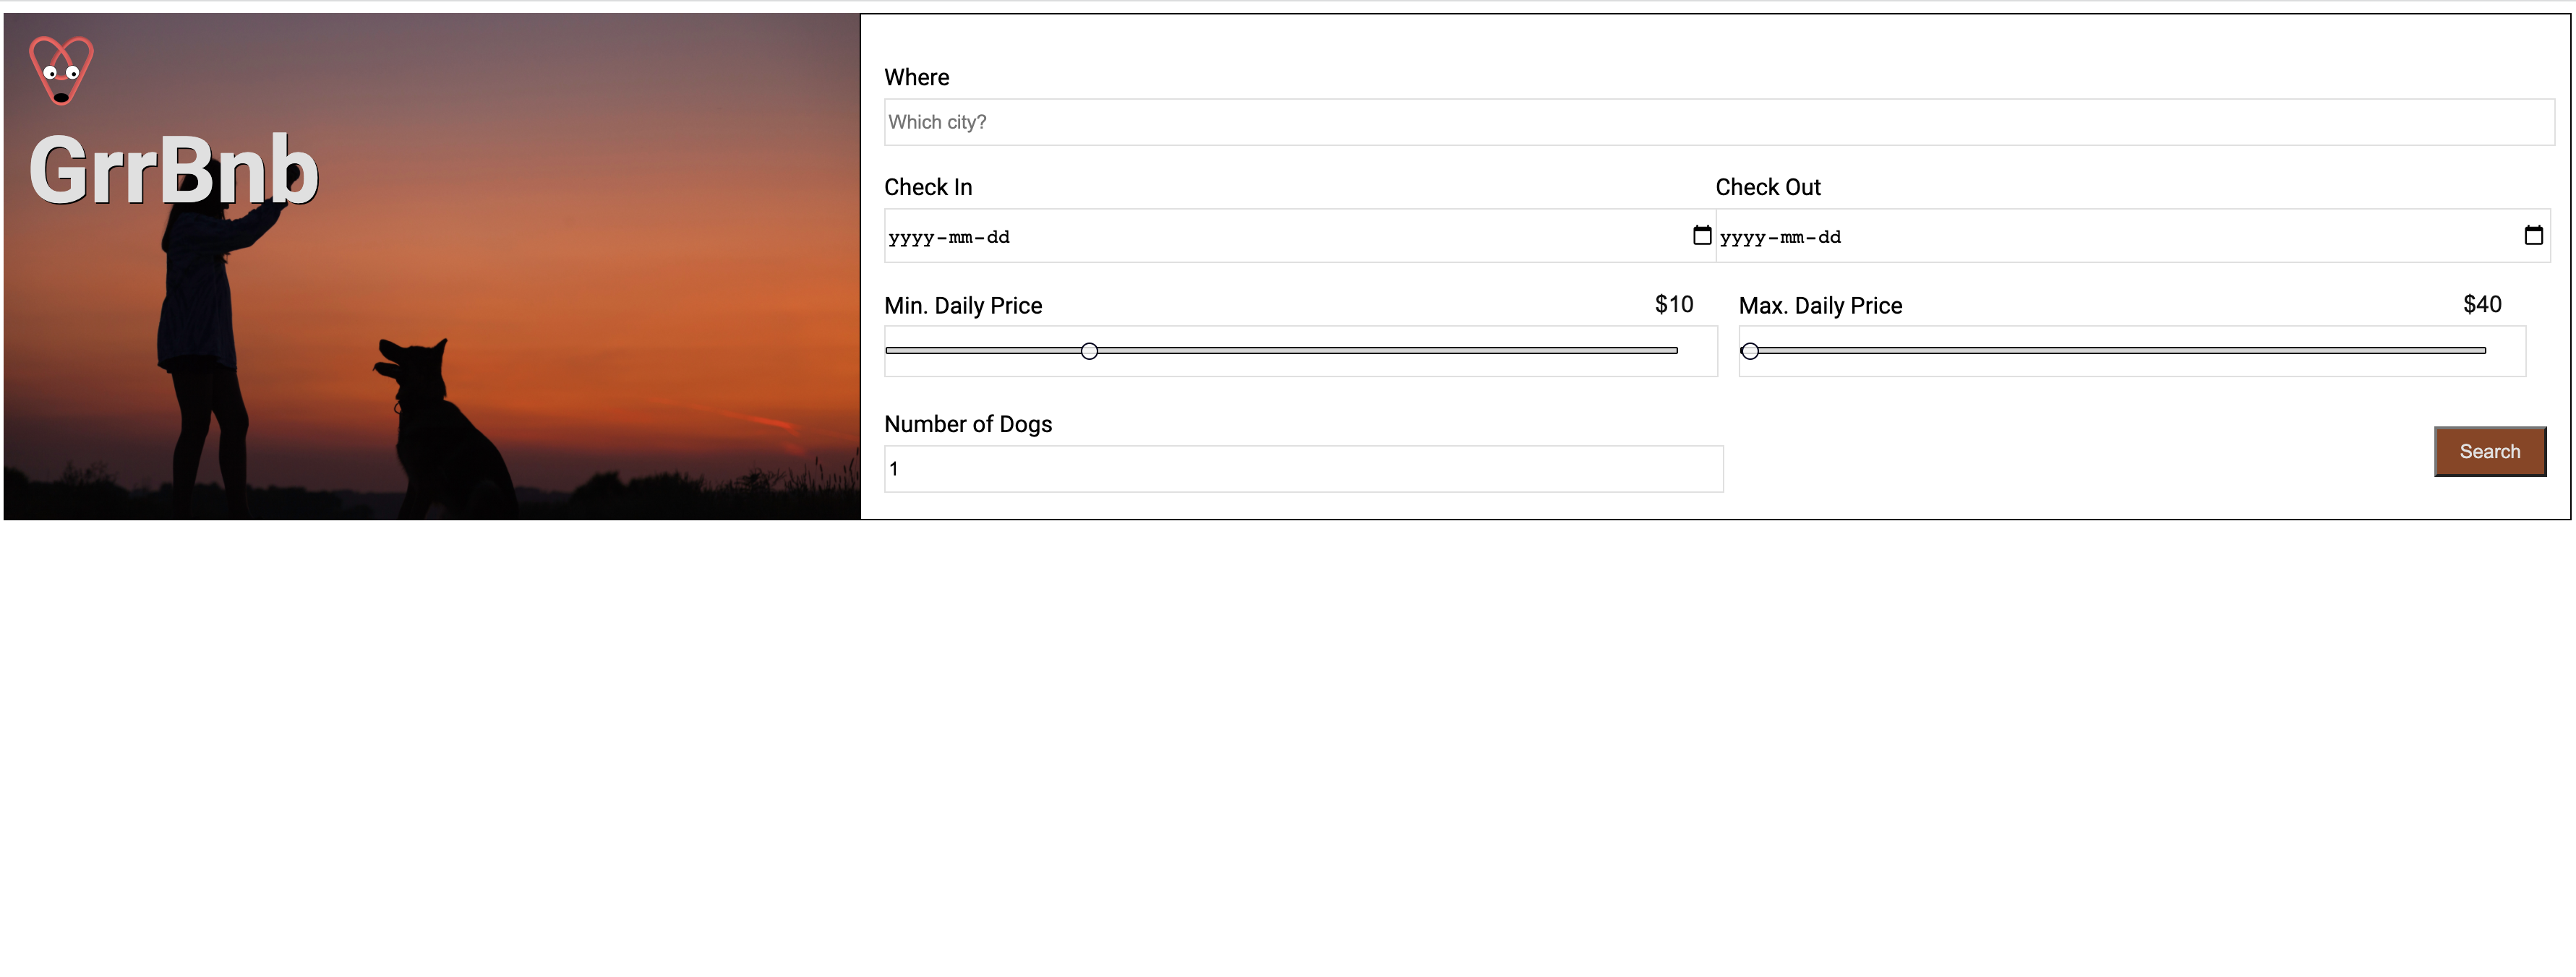 GrrBnb
Where
Which city?
Check In
Check Out
yyyy-mm-dd
yyyy-mm-dd
Min. Daily Price
$10
Max. Daily Price
$40
Number of Dogs
1
Search